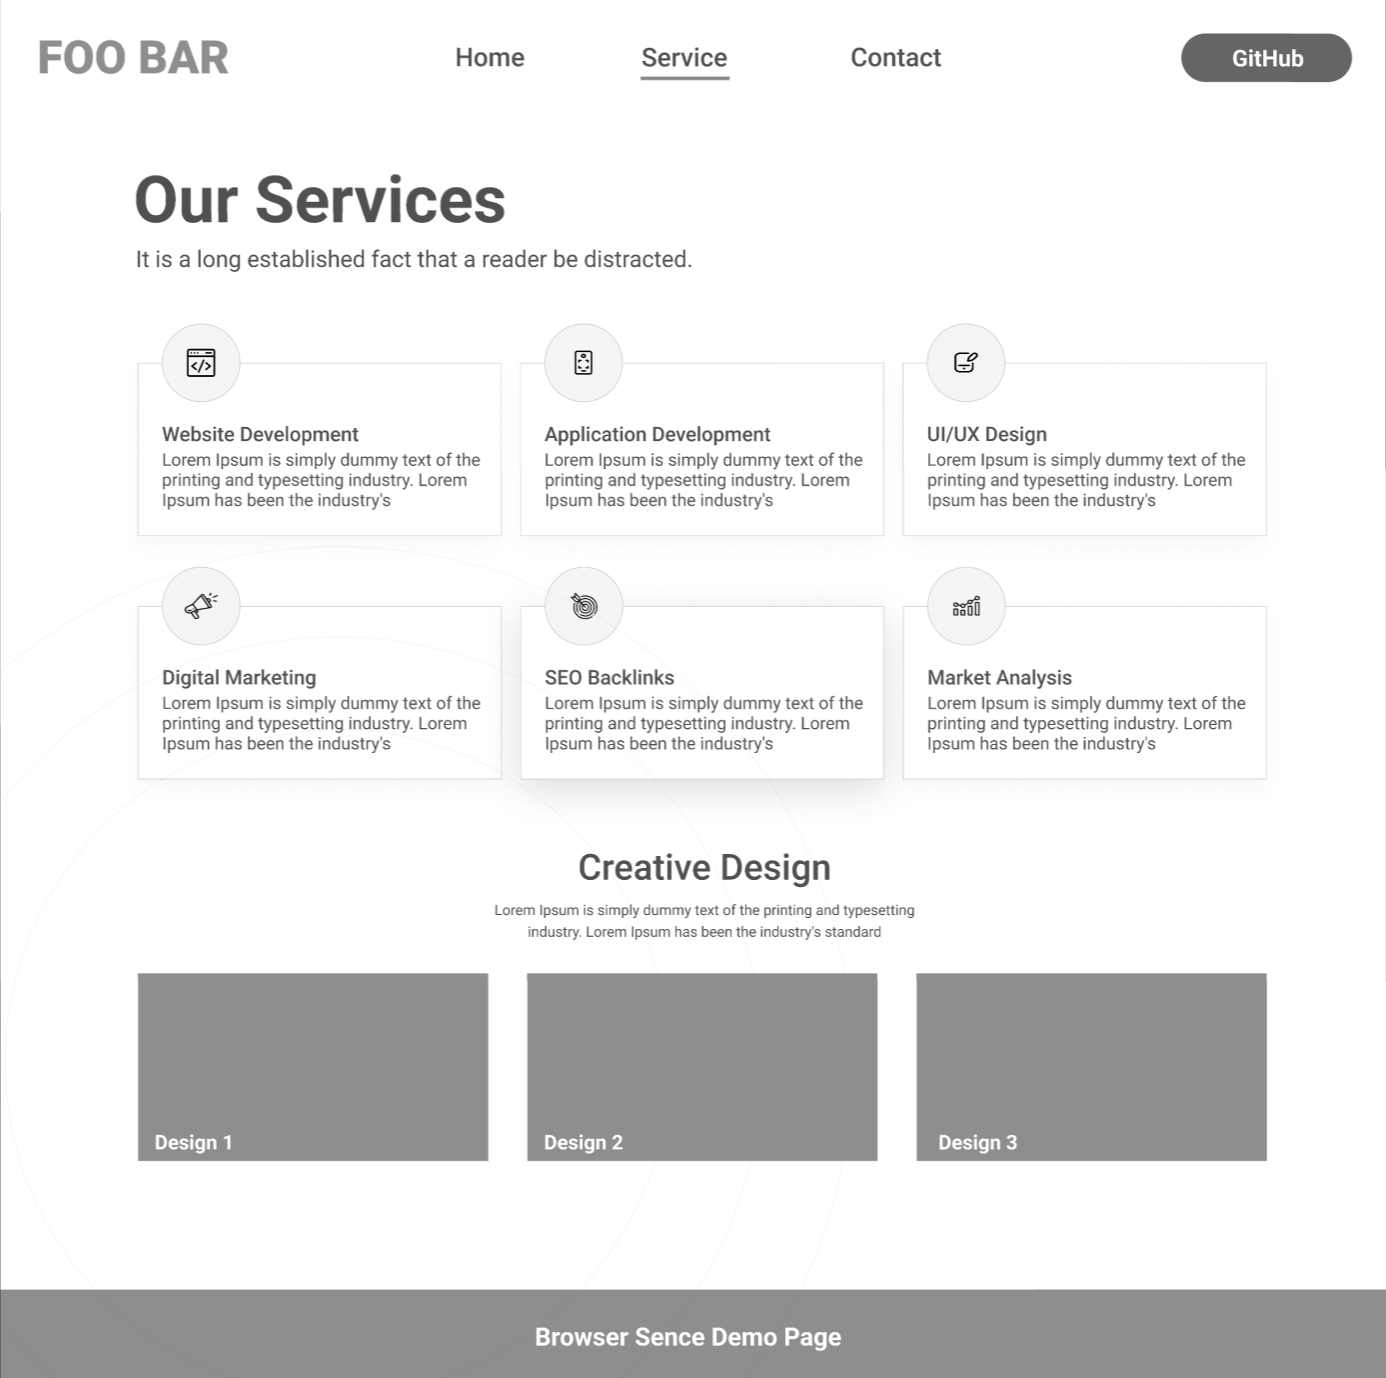 FOO BAR
Home
Service
Contact
GitHub
Our Services
It is a long established fact that a reader be distracted.
Website Development
Lorem Ipsum is simply dummy text of the
printing and typesetting industry. Lorem
Ipsum has been the industry's
Application Development
Lorem Ipsum is simply dummy text of the
printing and typesetting industry. Lorem
Ipsum has been the industry's
UI/UX Design
Lorem Ipsum is simply dummy text of the
printing and typesetting industry. Lorem
Ipsum has been the industry's
Digital Marketing
Lorem Ipsum is simply dummy text of the
printing and typesetting industry. Lorem
Ipsum has been the industry's
SEO Backlinks
Lorem Ipsum is simply dummy text of the
printing and typesetting industry. Lorem
Ipsum has been the industry's
Market Analysis
Lorem Ipsum is simply dummy text of the
printing and typesetting industry. Lorem
Ipsum has been the industry's
Creative Design
Lorem Ipsum is simply dummy text of the printing and typesetting
industry. Lorem Ipsum has been the industry's standard
Design 1
Design 2
Design 3
Browser Sence Demo Page